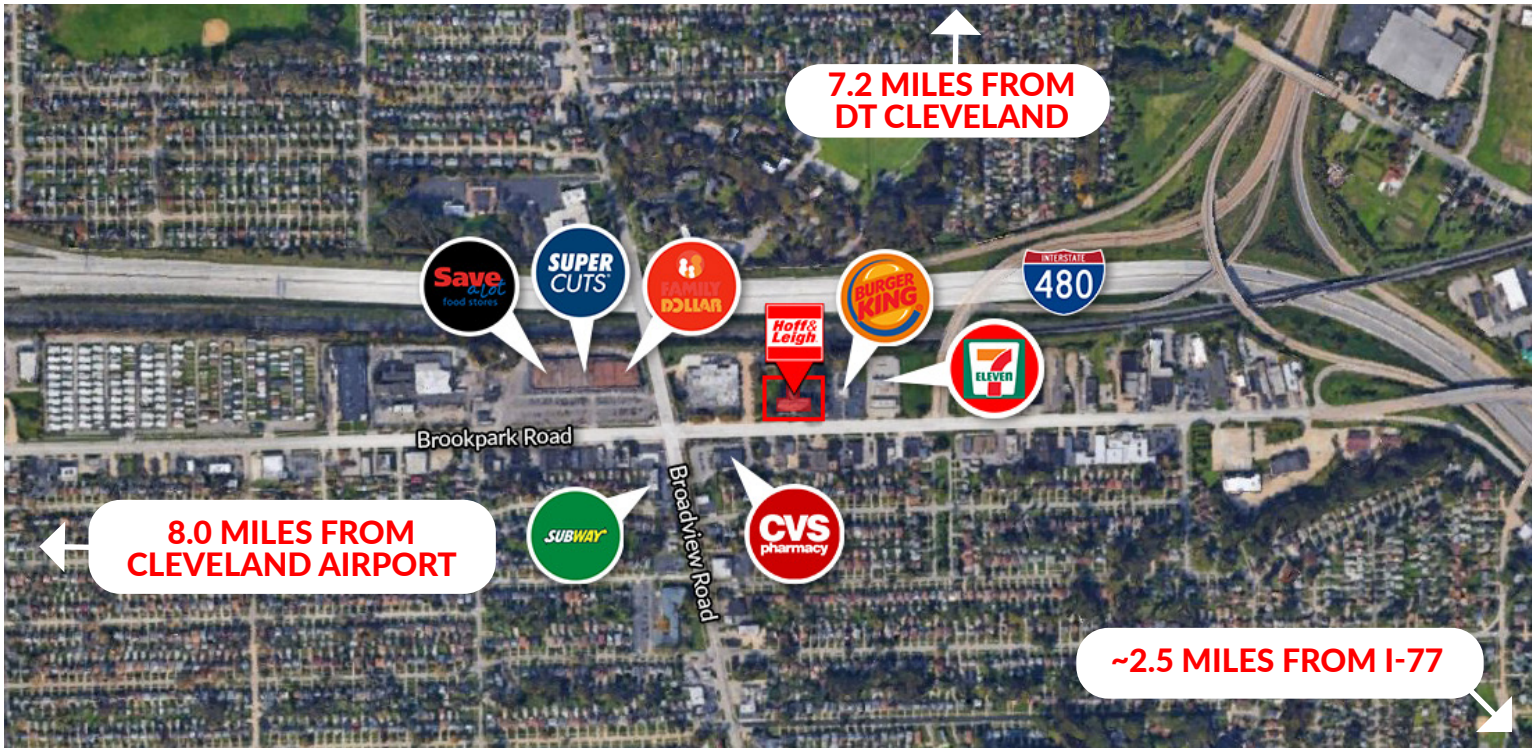 7.2 MILES FROM
DT CLEVELAND
Save
a lot
food stores
SUPER
CUTS®
FAMILY
DOLLAR
BURGER
KING
INTERSTATE
480
Hoff&
Leigh
7
ELEVEN
Brookpark Road
Broadview Road
SUBWAY
CVS
pharmacy
8.0 MILES FROM
CLEVELAND AIRPORT
~2.5 MILES FROM I-77